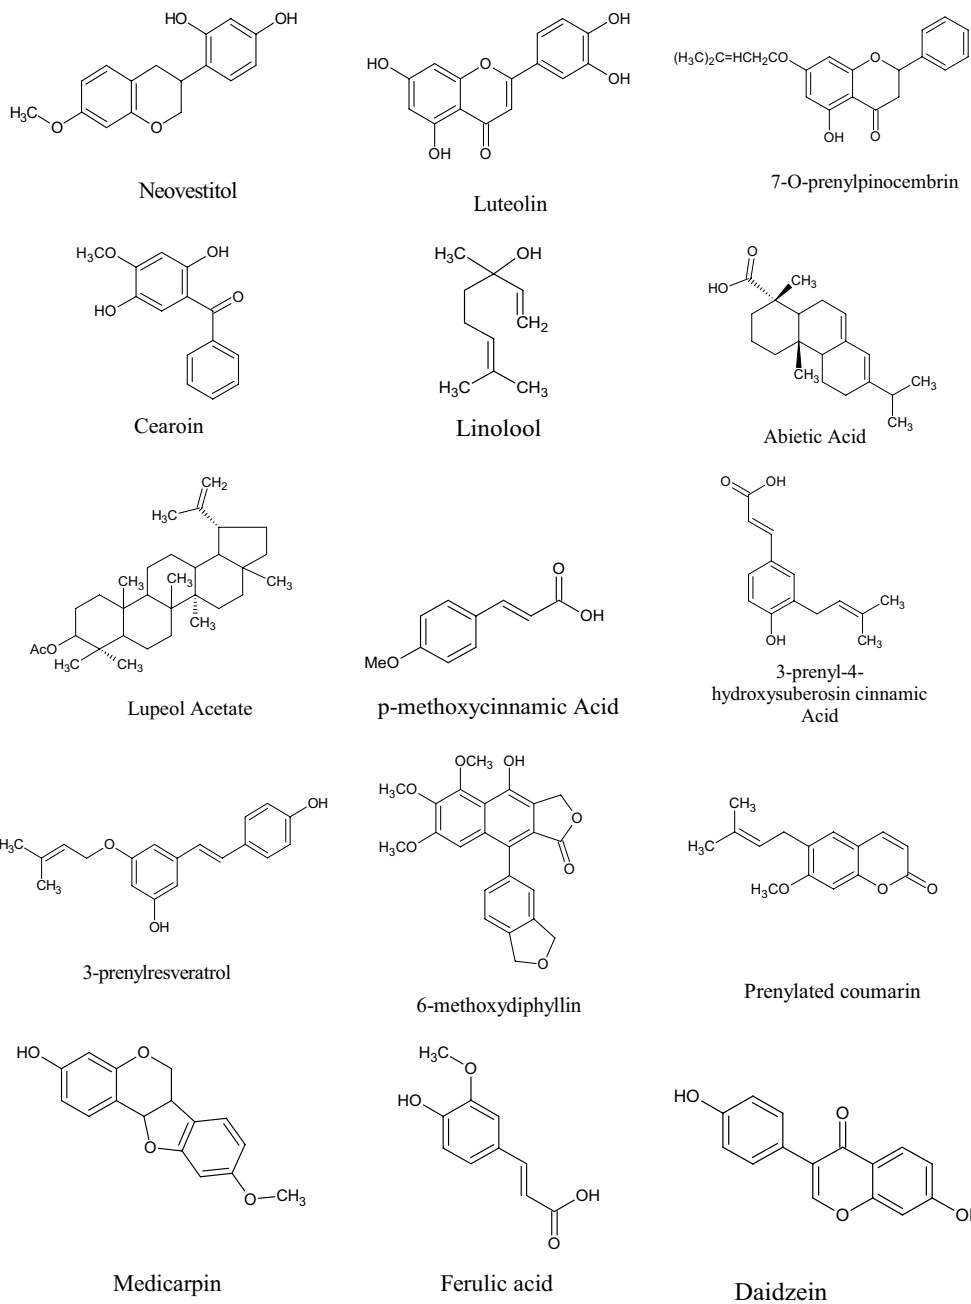 HO
OH
H₃C
O
O
Neovestitol
OH
HO
O
OH
OH
O
Luteolin
(H₃C)₂C=HCH₂CO
O
OH
O
7-O-prenylpinocembrin
H₃CO
OH
HO
O
Cearoin
H₃C
OH
CH₂
H₃C
CH₃
Linolool
O
HO
CH₃
CH₃
CH₃
CH₃
Abietic Acid
CH₂
H₃C
CH₃
CH₃
CH₃
CH₃
AcO
H₃C
CH₃
Lupeol Acetate
O
OH
MeO
p-methoxycinnamic Acid
O
OH
CH₃
OH
CH₃
3-prenyl-4-
hydroxysuberosin cinnamic
Acid
OH
H₃C
O
CH₃
OH
3-prenylresveratrol
OCH₃
OH
H₃CO
O
H₃CO
O
O
6-methoxydiphyllin
CH₃
H₃C
H₃CO
O
O
Prenylated coumarin
HO
O
O
O
CH₃
Medicarpin
H₃C
O
HO
OH
O
Ferulic acid
HO
O
O
OH
Daidzein